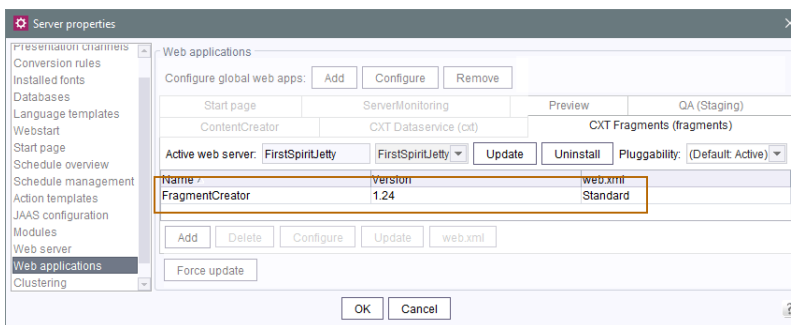 Server properties
Presentation channels
Conversion rules
Installed fonts
Databases
Language templates
Webstart
Start page
Schedule overview
Schedule management
Action templates
JAAS configuration
Modules
Web server
Web applications
Clustering
Web applications
Configure global web apps: Add Configure Remove
Start page ServerMonitoring Preview QA (Staging)
ContentCreator CXT Dataservice (cxt) CXT Fragments (fragments)
Active web server: FirstSpiritJetty FirstSpiritJetty Update Uninstall Pluggability: (Default: Active)
Name Version web.xml
FragmentCreator 1.24 Standard
Add Delete Configure Update web.xml
Force update
OK Cancel
?